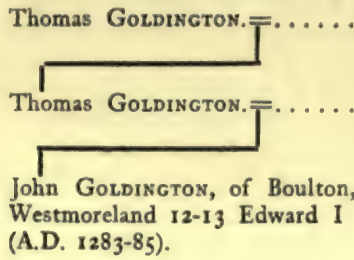 Thomas GOLDINGTON.=......
Thomas GOLDINGTON.=......
John GOLDINGTON, of Boulton,
Westmoreland 12-13 Edward I
(A.D. 1283-85).